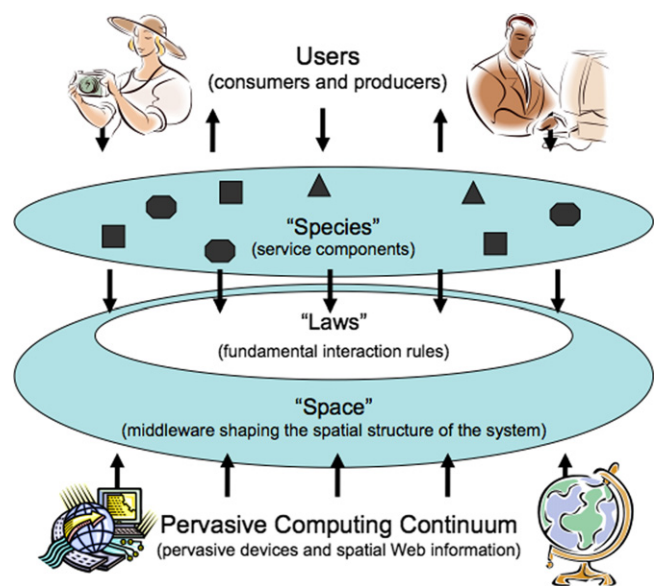 Users
(consumers and producers)
“Species”
(service components)
“Laws”
(fundamental interaction rules)
“Space”
(middleware shaping the spatial structure of the system)
Pervasive Computing Continuum
(pervasive devices and spatial Web information)